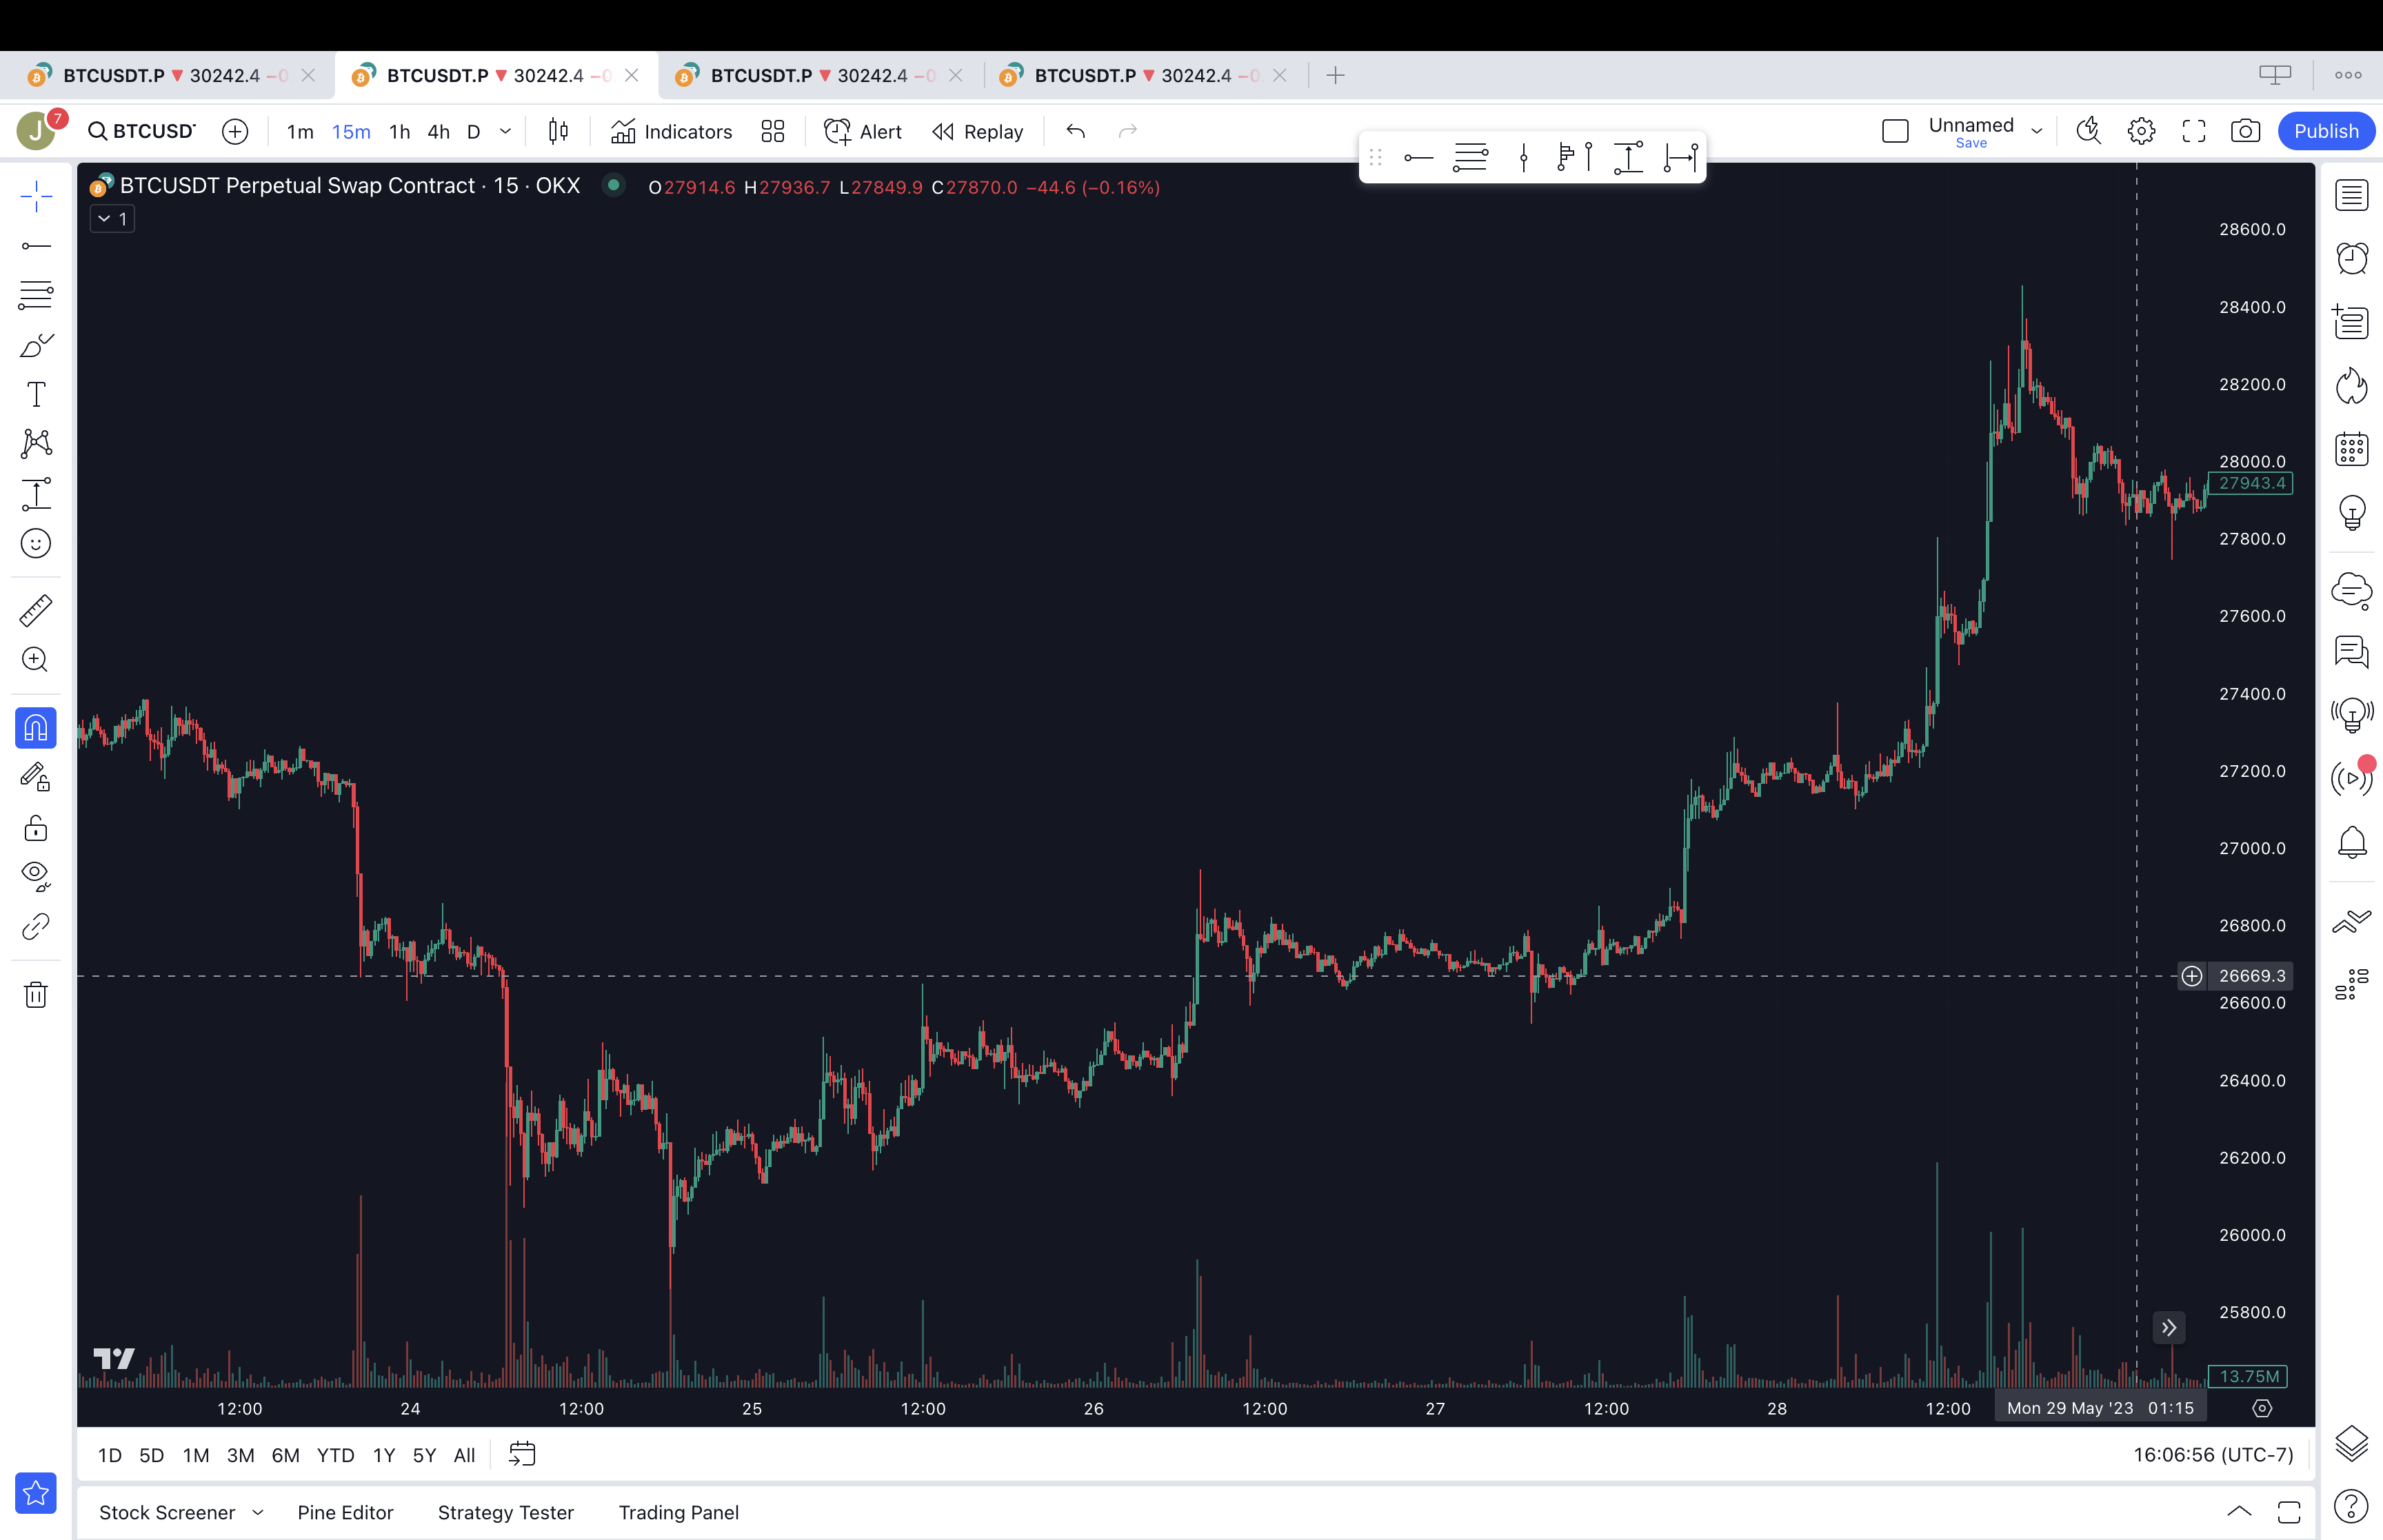 BTCUSDT.P ▼ 30242.4 −0
BTCUSDT.P ▼ 30242.4 −0
BTCUSDT.P ▼ 30242.4 −0
BTCUSDT.P ▼ 30242.4 −0
J 7 BTCUSD 1m 15m 1h 4h D Indicators Alert Replay Unnamed Save Publish
BTCUSDT Perpetual Swap Contract · 15 · OKX O27914.6 H27936.7 L27849.9 C27870.0 −44.6 (−0.16%)
1
28600.0
28400.0
28200.0
28000.0
27943.4
27800.0
27600.0
27400.0
27200.0
27000.0
26800.0
26669.3
26600.0
26400.0
26200.0
26000.0
25800.0
13.75M
12:00 24 12:00 25 12:00 26 12:00 27 12:00 28 12:00 Mon 29 May '23 01:15
1D 5D 1M 3M 6M YTD 1Y 5Y All 16:06:56 (UTC-7)
Stock Screener Pine Editor Strategy Tester Trading Panel